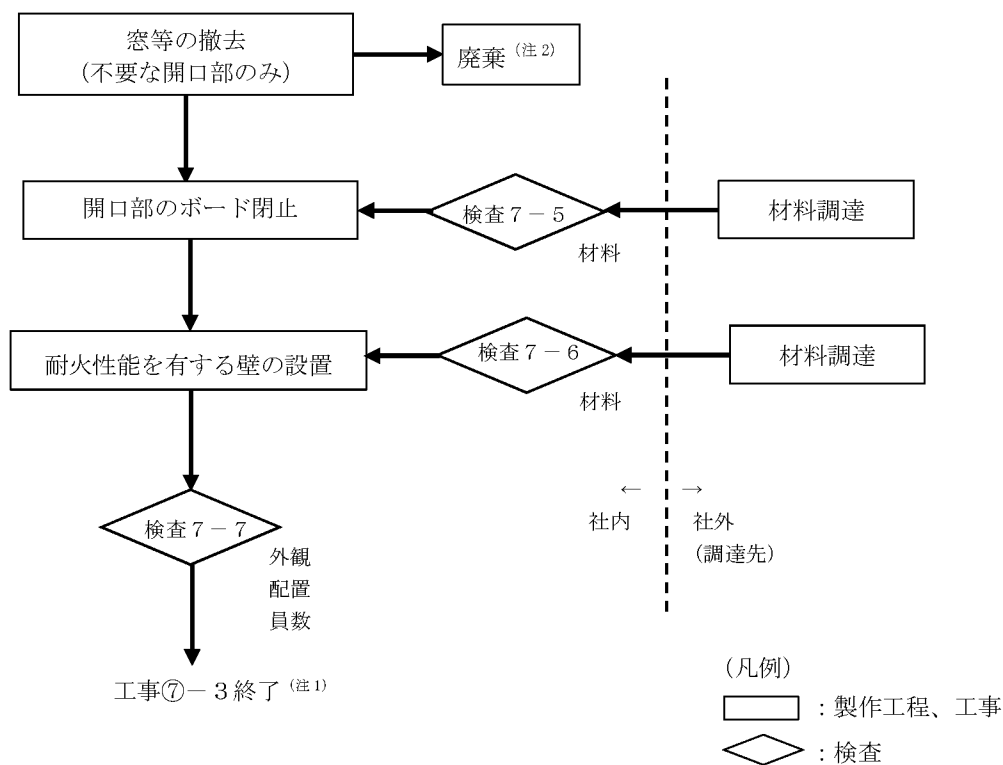 窓等の撤去
（不要な開口部のみ）
廃棄（注2）
開口部のボード閉止
検査7－5
材料
材料調達
耐火性能を有する壁の設置
検査7－6
材料
材料調達
検査7－7
外観
配置
員数
←
社内
→
社外
（調達先）
工事⑦－3終了（注1）
（凡例）
：製作工程、工事
：検査